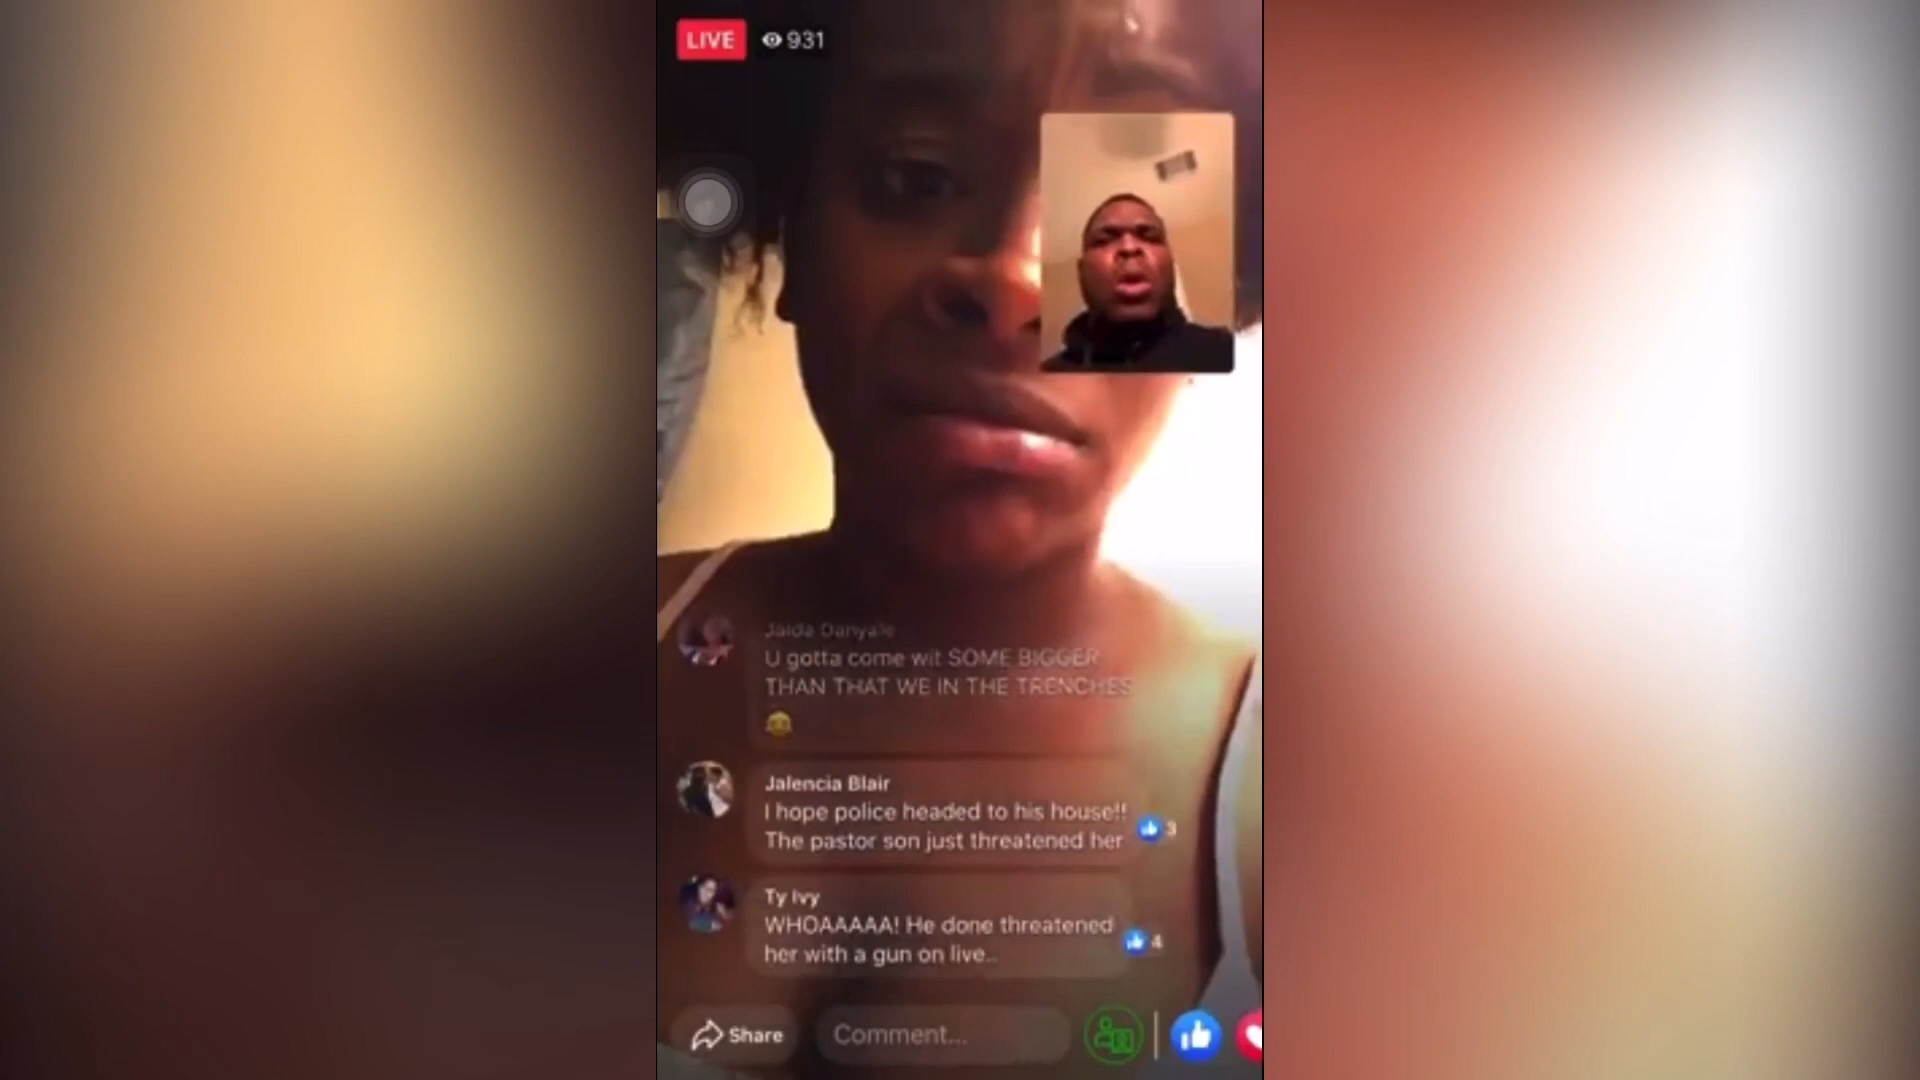 LIVE 931
Jaida Danyale
U gotta come wit SOME BIGGER
THAN THAT WE IN THE TRENCHES
😂
Jalencia Blair
I hope police headed to his house!!
The pastor son just threatened her
3
Ty Ivy
WHOAAAAA! He done threatened
her with a gun on live..
4
Share
Comment...